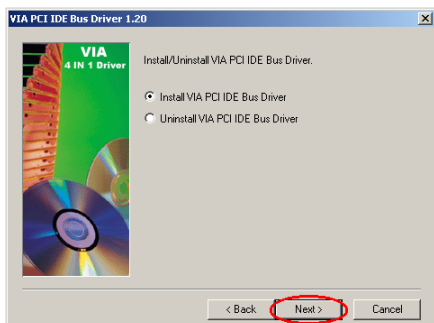 VIA PCI IDE Bus Driver 1.20
VIA
4 IN 1 Driver
Install/Uninstall VIA PCI IDE Bus Driver.
Install VIA PCI IDE Bus Driver
Uninstall VIA PCI IDE Bus Driver
< Back
Next >
Cancel